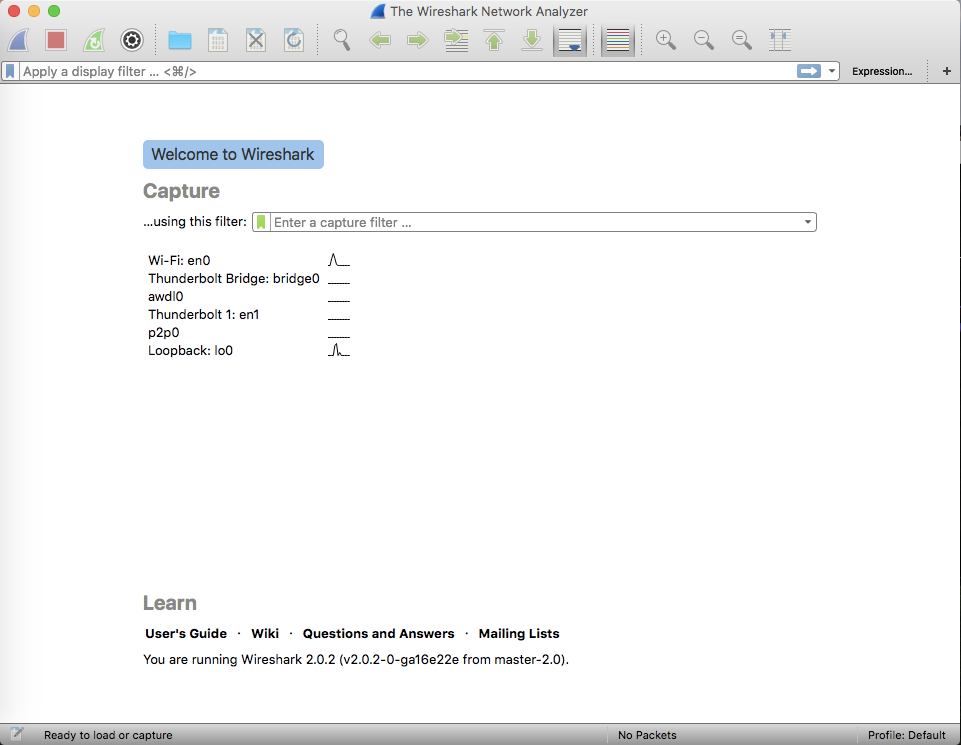 The Wireshark Network Analyzer
Apply a display filter ... <⌘/>
Expression...
+
Welcome to Wireshark
Capture
...using this filter:
Enter a capture filter ...
Wi-Fi: en0
Thunderbolt Bridge: bridge0
awdl0
Thunderbolt 1: en1
p2p0
Loopback: lo0
Learn
User's Guide · Wiki · Questions and Answers · Mailing Lists
You are running Wireshark 2.0.2 (v2.0.2-0-ga16e22e from master-2.0).
Ready to load or capture
No Packets
Profile: Default